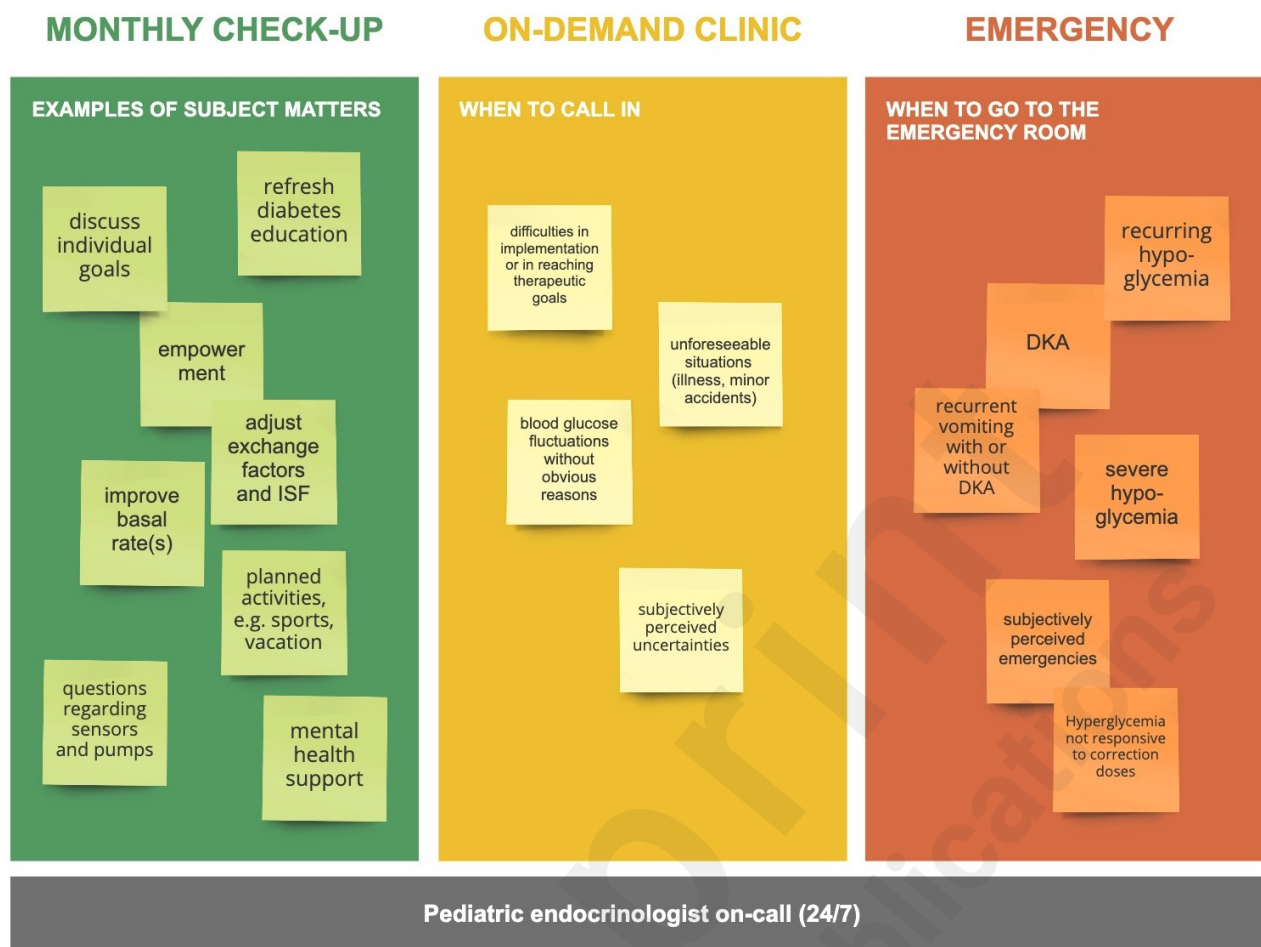 MONTHLY CHECK-UP
ON-DEMAND CLINIC
EMERGENCY
EXAMPLES OF SUBJECT MATTERS
discuss
individual
goals
refresh
diabetes
education
empower
ment
adjust
exchange
factors
and ISF
improve
basal
rate(s)
planned
activities,
e.g. sports,
vacation
questions
regarding
sensors
and pumps
mental
health
support
WHEN TO CALL IN
difficulties in
implementation
or in reaching
therapeutic
goals
unforeseeable
situations
(illness, minor
accidents)
blood glucose
fluctuations
without
obvious
reasons
subjectively
perceived
uncertainties
WHEN TO GO TO THE
EMERGENCY ROOM
recurring
hypo-
glycemia
DKA
recurrent
vomiting
with or
without
DKA
severe
hypo-
glycemia
subjectively
perceived
emergencies
Hyperglycemia
not responsive
to correction
doses
Pediatric endocrinologist on-call (24/7)